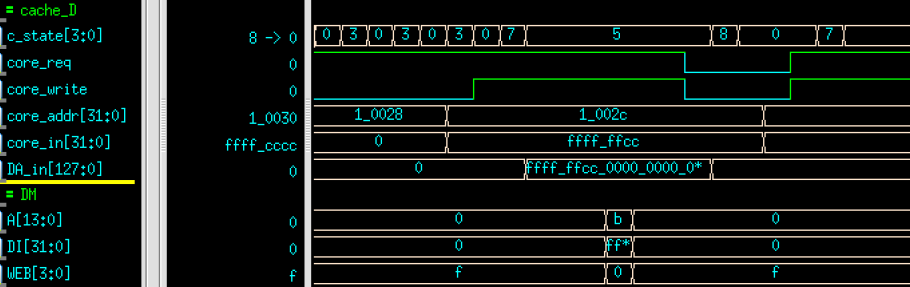 = cache_D
c_state[3:0] 8 -> 0 0 3 0 3 0 3 0 7 5 8 0 7
core_req 0
core_write 0
core_addr[31:0] 1_0030 1_0028 1_002c
core_in[31:0] ffff_cccc 0 ffff_ffcc
DA_in[127:0] 0 0 ffff_ffcc_0000_0000_0*
= DM
A[13:0] 0 0 b 0
DI[31:0] 0 0 ff* 0
WEB[3:0] f f 0 f